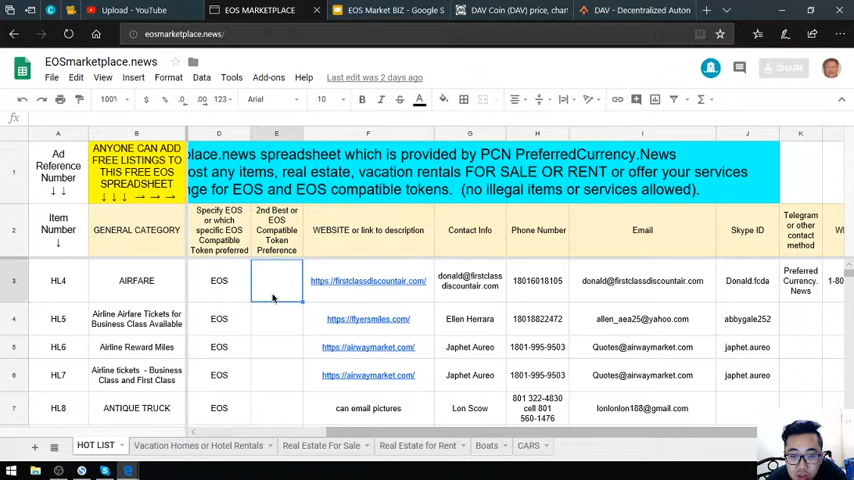 Upload - YouTube
EOS MARKETPLACE
EOS Market BIZ - Google S
DAV Coin (DAV) price, chart
DAV - Decentralized Auton
eosmarketplace.news/
EOSmarketplace.news
File Edit View Insert Format Data Tools Add-ons Help Last edit was 2 days ago
SHARE
100% $ % .0 .00 123 Arial 10 B I S A
fx
A B D E F G H I J K
1 Ad Reference Number ↓ ↓
ANYONE CAN ADD FREE LISTINGS TO THIS FREE EOS SPREADSHEET ↓ ↓ ↓ → → →
place.news spreadsheet which is provided by PCN PreferredCurrency.News
ost any items, real estate, vacation rentals FOR SALE OR RENT or offer your services
nge for EOS and EOS compatible tokens. (no illegal items or services allowed).
2 Item Number ↓
GENERAL CATEGORY
Specify EOS or which specific EOS Compatible Token preferred
2nd Best or EOS Compatible Token Preference
WEBSITE or link to description
Contact Info
Phone Number
Email
Skype ID
Telegram or other contact method
3 HL4 AIRFARE EOS https://firstclassdiscountair.com/ donald@firstclassdiscountair.com 18016018105 donald@firstclassdiscountair.com Donald.fcda Preferred Currency. News 1-80
4 HL5 Airline Airfare Tickets for Business Class Available EOS https://flyersmiles.com/ Ellen Herrara 18018822472 allen_aea25@yahoo.com abbygale252
5 HL6 Airline Reward Miles EOS https://airwaymarket.com/ Japhet Aureo 1801-995-9503 Quotes@airwaymarket.com japhet.aureo
6 HL7 Airline tickets - Business Class and First Class EOS https://airwaymarket.com/ Japhet Aureo 1801-995-9503 Quotes@airwaymarket.com japhet.aureo
7 HL8 ANTIQUE TRUCK EOS can email pictures Lon Scow 801 322-4830 cell 801 560-1476 lonlonlon188@gmail.com
HOT LIST Vacation Homes or Hotel Rentals Real Estate For Sale Real Estate for Rent Boats CARS